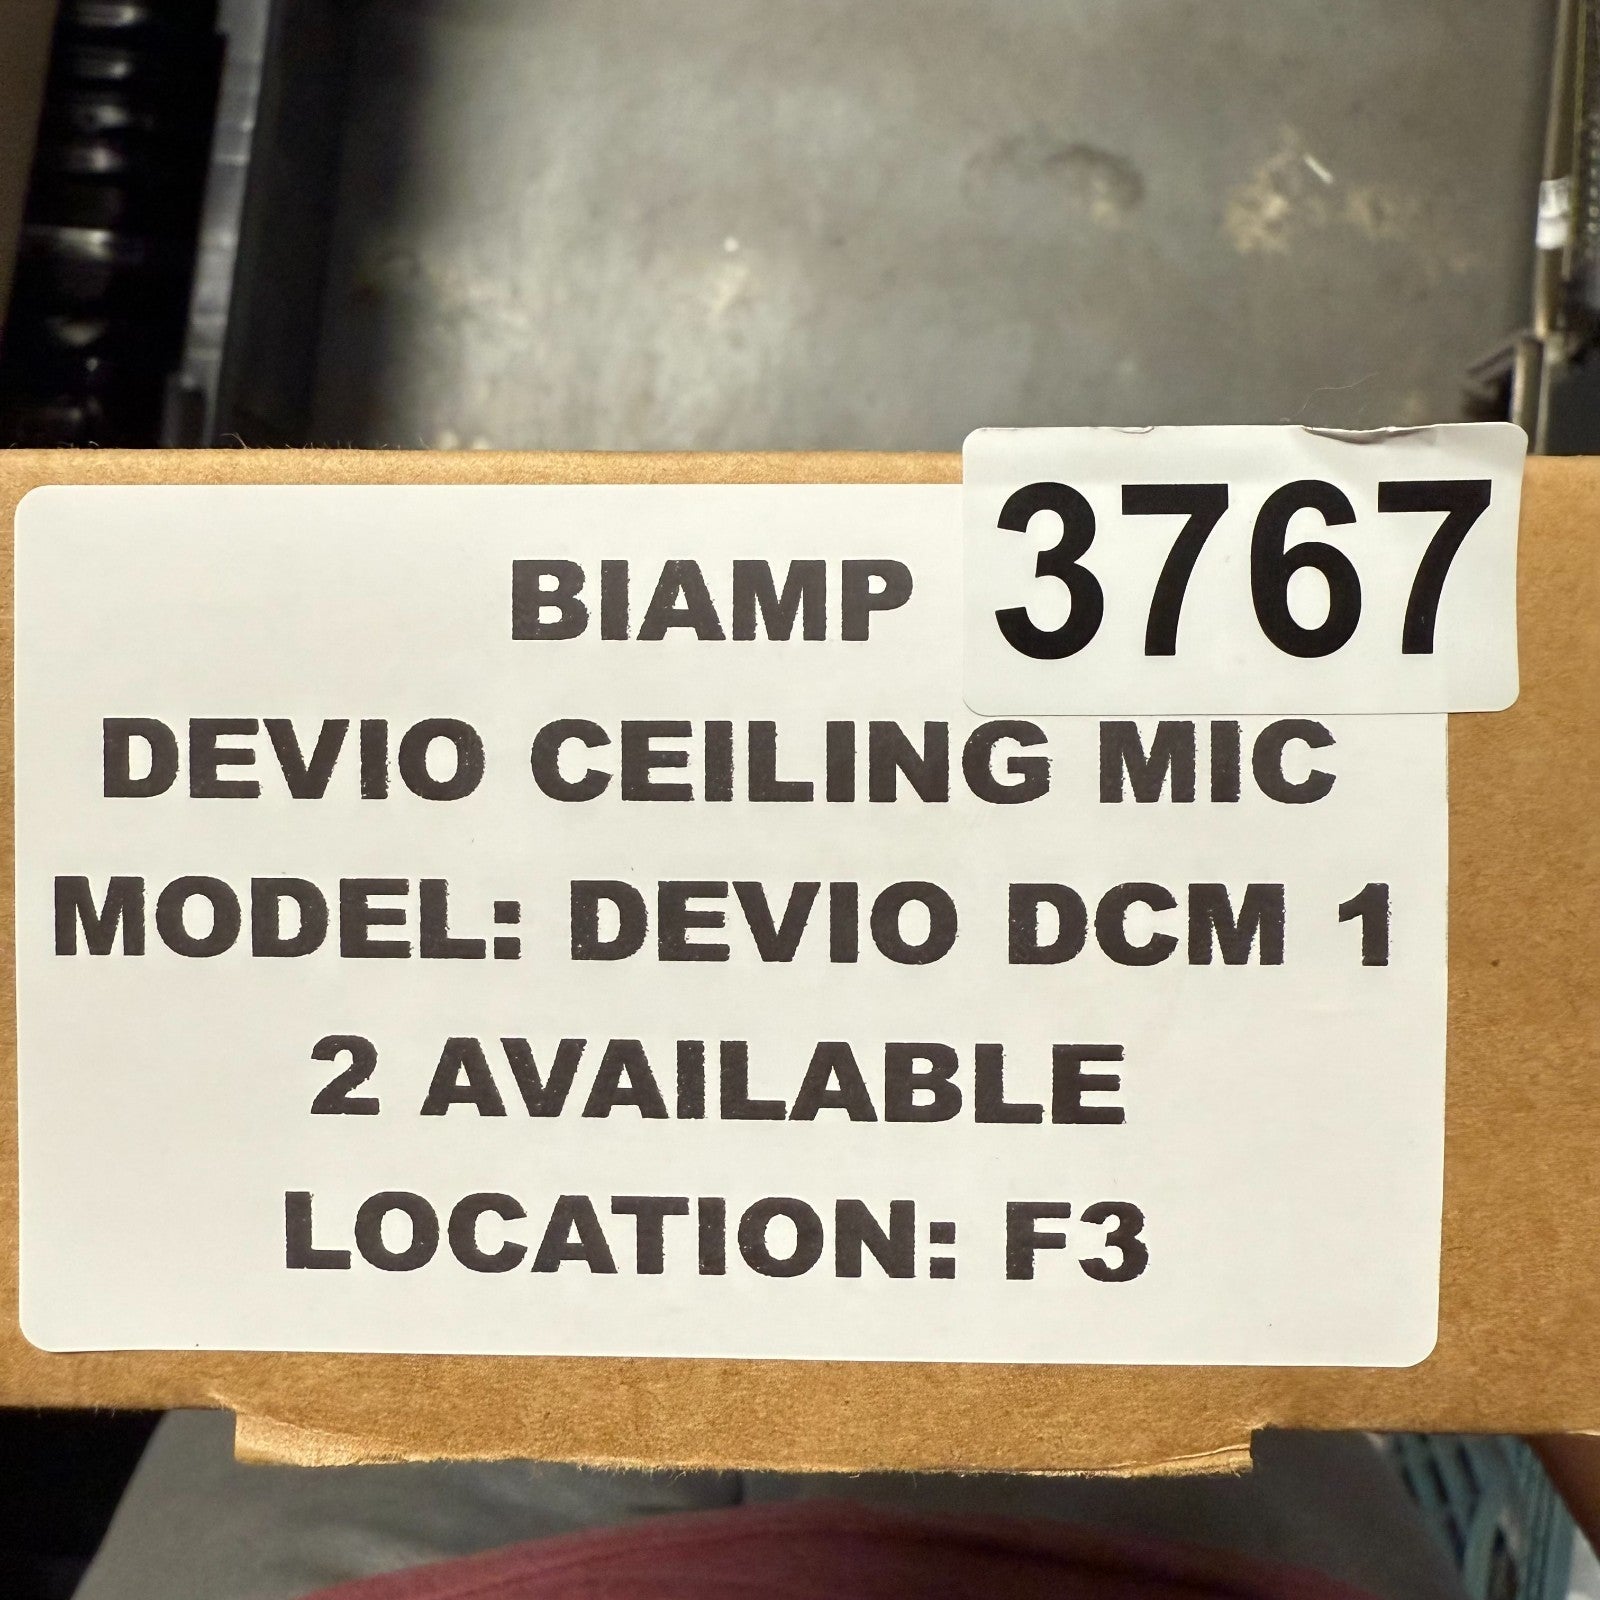 3767
BIAMP
DEVIO CEILING MIC
MODEL: DEVIO DCM 1
2 AVAILABLE
LOCATION: F3